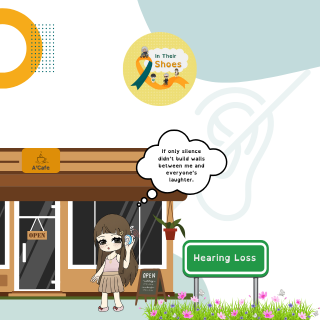 In Their
Shoes
If only silence
didn't build walls
between me and
everyone's
laughter.
A'Cafe
OPEN
Hearing Loss
OPEN